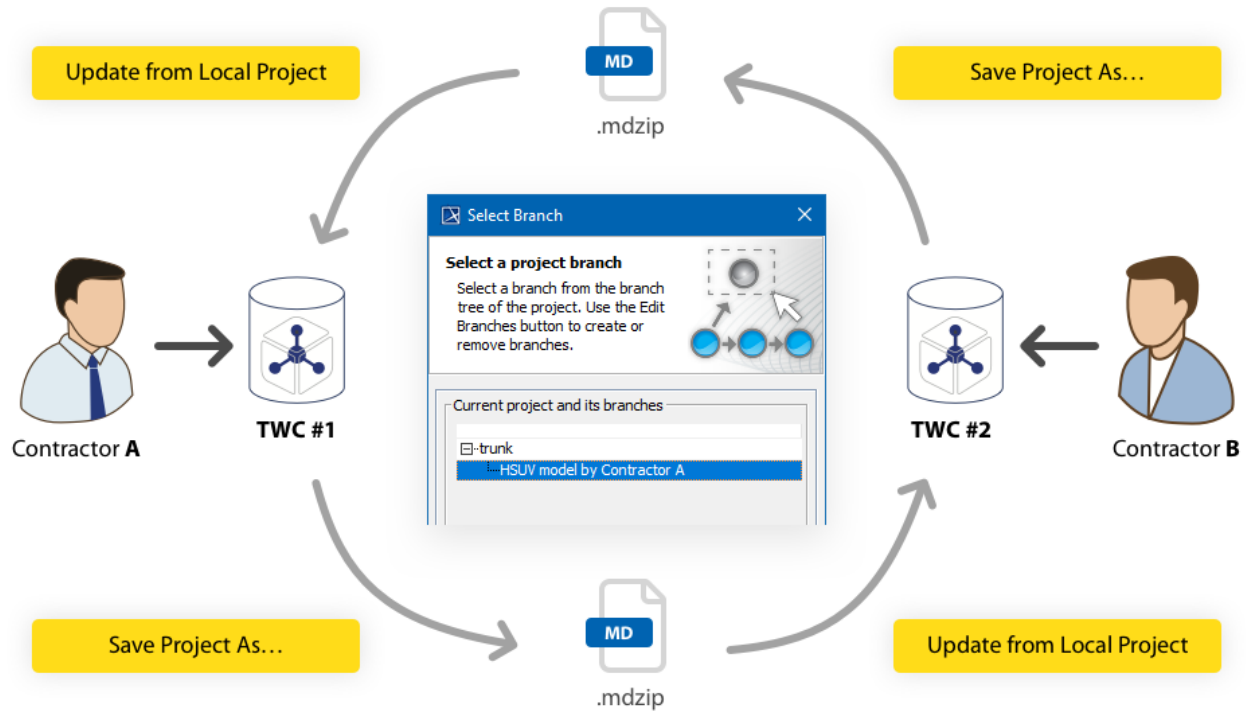 MD
.mdzip
Update from Local Project
Save Project As...
Select Branch
Select a project branch
Select a branch from the branch
tree of the project. Use the Edit
Branches button to create or
remove branches.
Current project and its branches
trunk
HSUV model by Contractor A
Contractor A
TWC #1
TWC #2
Contractor B
Save Project As...
MD
.mdzip
Update from Local Project